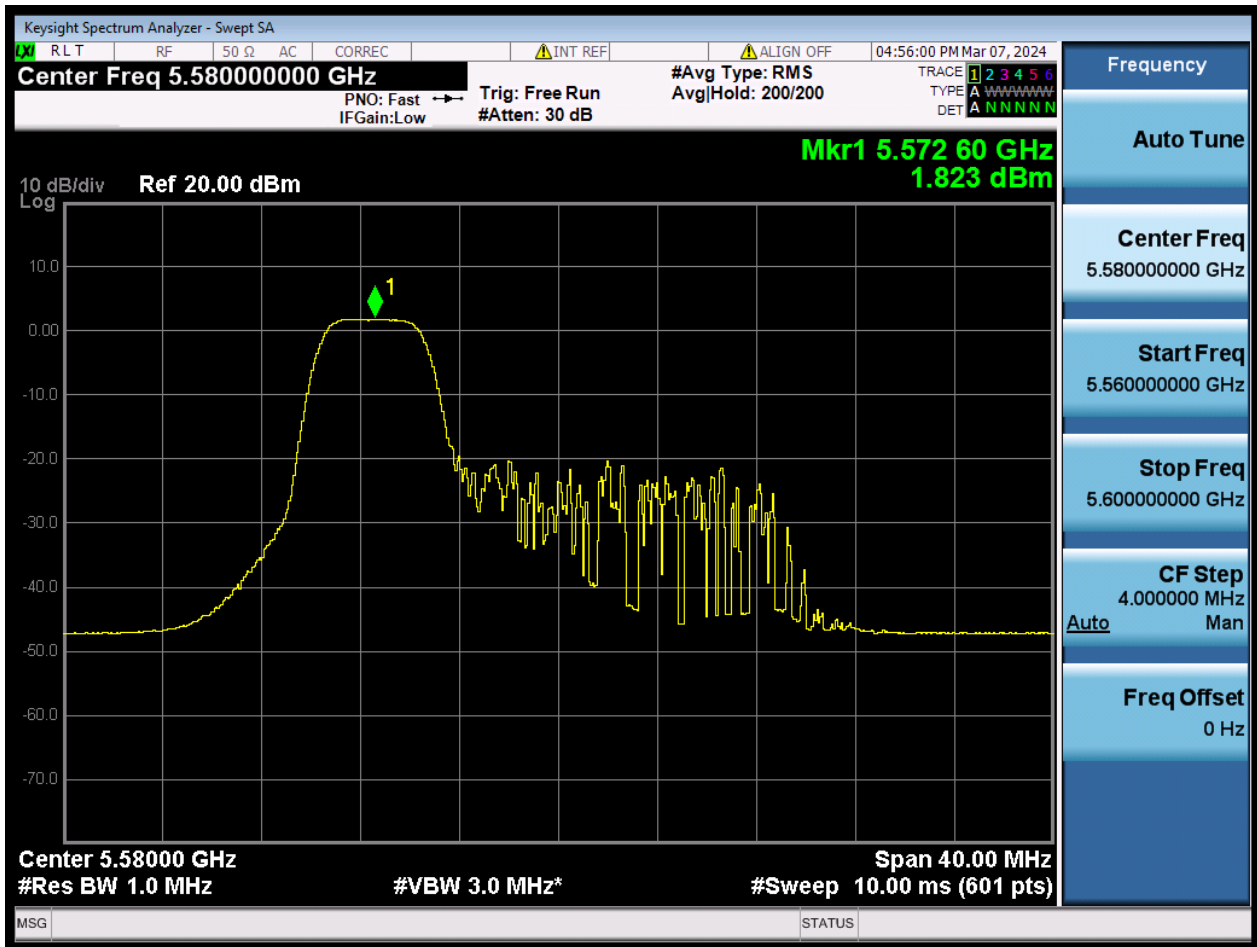 Keysight Spectrum Analyzer - Swept SA
LXI RLT RF 50 Ω AC CORREC INT REF ALIGN OFF 04:56:00 PM Mar 07, 2024
Center Freq 5.580000000 GHz
PNO: Fast
IFGain:Low
Trig: Free Run
#Atten: 30 dB
#Avg Type: RMS
Avg|Hold: 200/200
TRACE 1 2 3 4 5 6
TYPE A WWWWW
DET A N N N N N
Mkr1 5.572 60 GHz
1.823 dBm
10 dB/div Ref 20.00 dBm
Log
10.0
1
0.00
-10.0
-20.0
-30.0
-40.0
-50.0
-60.0
-70.0
Center 5.58000 GHz Span 40.00 MHz
#Res BW 1.0 MHz #VBW 3.0 MHz* #Sweep 10.00 ms (601 pts)
Frequency
Auto Tune
Center Freq
5.580000000 GHz
Start Freq
5.560000000 GHz
Stop Freq
5.600000000 GHz
CF Step
4.000000 MHz
Auto Man
Freq Offset
0 Hz
MSG STATUS